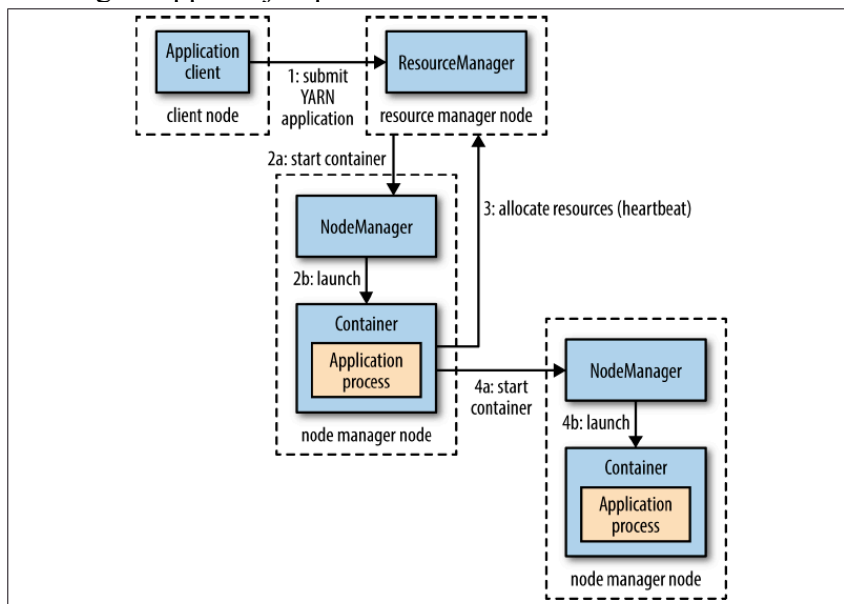 Application
client
client node
1: submit
YARN
application
ResourceManager
resource manager node
2a: start container
3: allocate resources (heartbeat)
NodeManager
2b: launch
Container
Application
process
node manager node
4a: start
container
NodeManager
4b: launch
Container
Application
process
node manager node